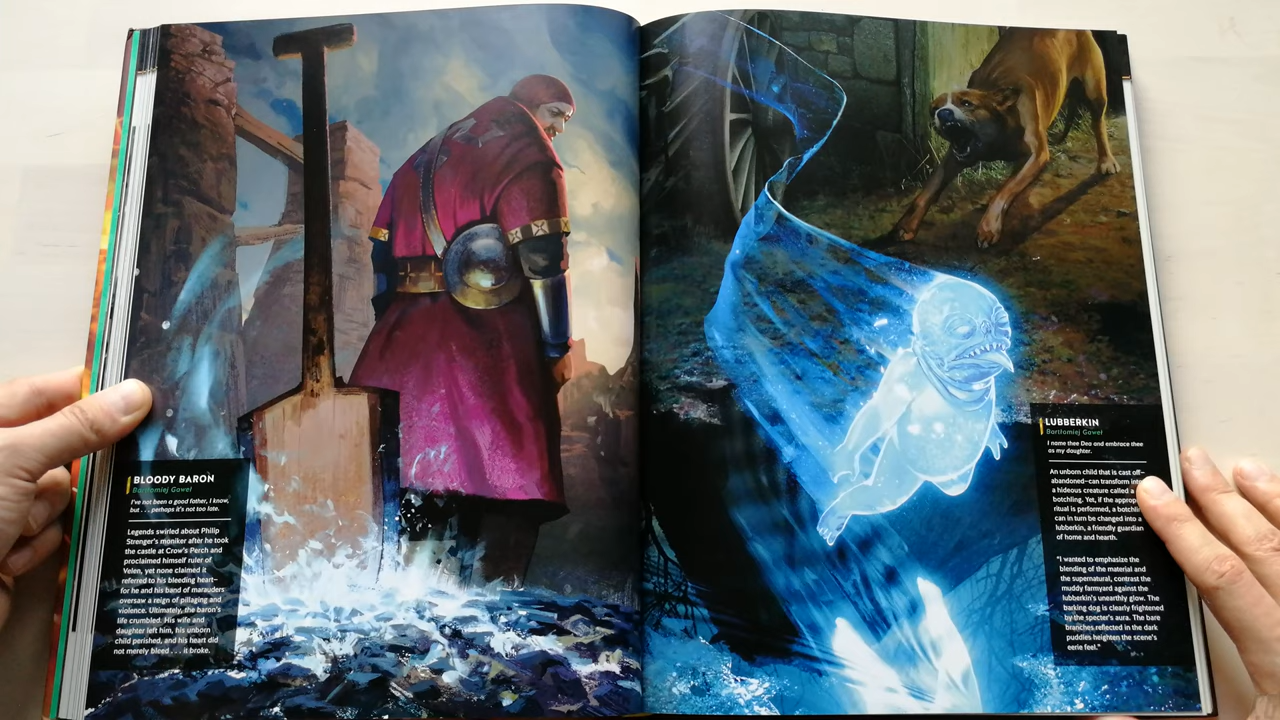 BLOODY BARON
Bartłomiej Gaweł
I've not been a good father, I know,
but . . . perhaps it's not too late.
Legends swirled about Philip
Strenger's moniker after he took
the castle at Crow's Perch and
proclaimed himself ruler of
Velen, yet none claimed it
referred to his bleeding heart—
for he and his band of marauders
oversaw a reign of pillaging and
violence. Ultimately, the baron's
life crumbled. His wife and
daughter left him, his unborn
child perished, and his heart did
not merely bleed . . . it broke.
LUBBERKIN
Bartłomiej Gaweł
I name thee Dea and embrace thee
as my daughter.
An unborn child that is cast off—
abandoned—can transform into
a hideous creature called a
botchling. Yet, if the approp
ritual is performed, a botchlin
can in turn be changed into a
lubberkin, a friendly guardian
of home and hearth.
"I wanted to emphasize the
blending of the material and
the supernatural, contrast the
muddy farmyard against the
lubberkin's unearthly glow. The
barking dog is clearly frightened
by the specter's aura. The bare
branches reflected in the dark
puddles heighten the scene's
eerie feel."